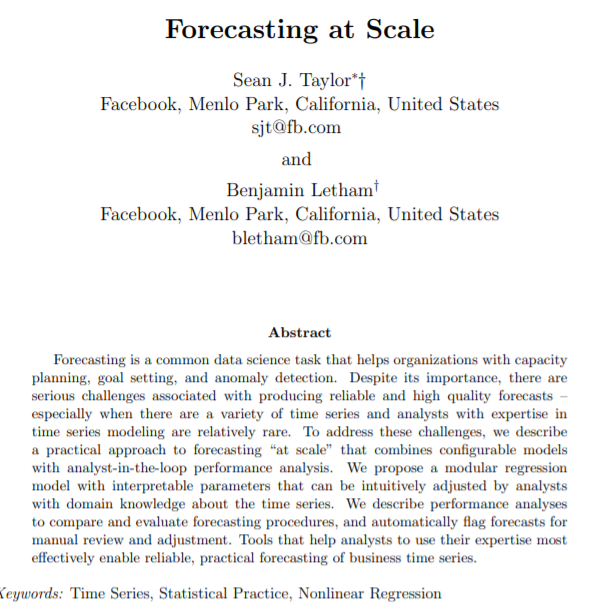 Forecasting at Scale
Sean J. Taylor*†
Facebook, Menlo Park, California, United States
sjt@fb.com
and
Benjamin Letham†
Facebook, Menlo Park, California, United States
bletham@fb.com
Abstract
Forecasting is a common data science task that helps organizations with capacity
planning, goal setting, and anomaly detection. Despite its importance, there are
serious challenges associated with producing reliable and high quality forecasts –
especially when there are a variety of time series and analysts with expertise in
time series modeling are relatively rare. To address these challenges, we describe
a practical approach to forecasting “at scale” that combines configurable models
with analyst-in-the-loop performance analysis. We propose a modular regression
model with interpretable parameters that can be intuitively adjusted by analysts
with domain knowledge about the time series. We describe performance analyses
to compare and evaluate forecasting procedures, and automatically flag forecasts for
manual review and adjustment. Tools that help analysts to use their expertise most
effectively enable reliable, practical forecasting of business time series.
Keywords: Time Series, Statistical Practice, Nonlinear Regression